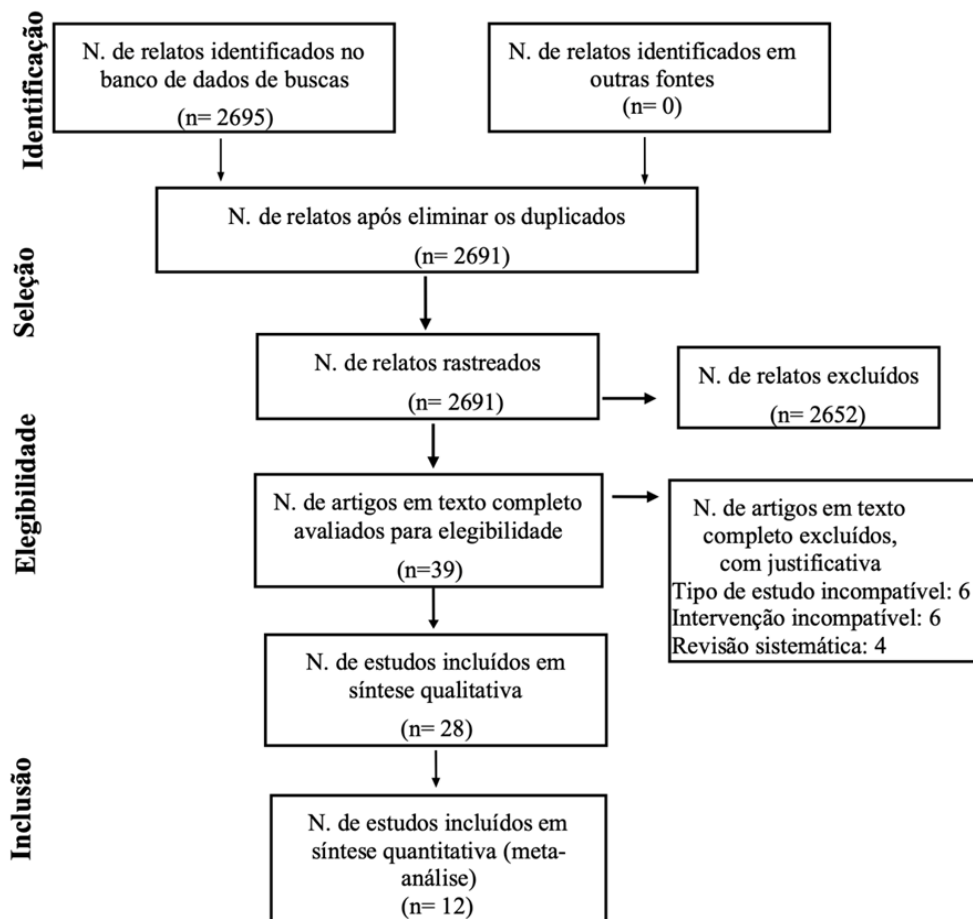 Identificação
N. de relatos identificados no
banco de dados de buscas
(n= 2695)
N. de relatos identificados em
outras fontes
(n= 0)
N. de relatos após eliminar os duplicados
(n= 2691)
Seleção
N. de relatos rastreados
(n= 2691)
N. de relatos excluídos
(n= 2652)
Elegibilidade
N. de artigos em texto completo
avaliados para elegibilidade
(n=39)
N. de artigos em texto
completo excluídos,
com justificativa
Tipo de estudo incompatível: 6
Intervenção incompatível: 6
Revisão sistemática: 4
N. de estudos incluídos em
síntese qualitativa
(n= 28)
Inclusão
N. de estudos incluídos em
síntese quantitativa (meta-
análise)
(n= 12)